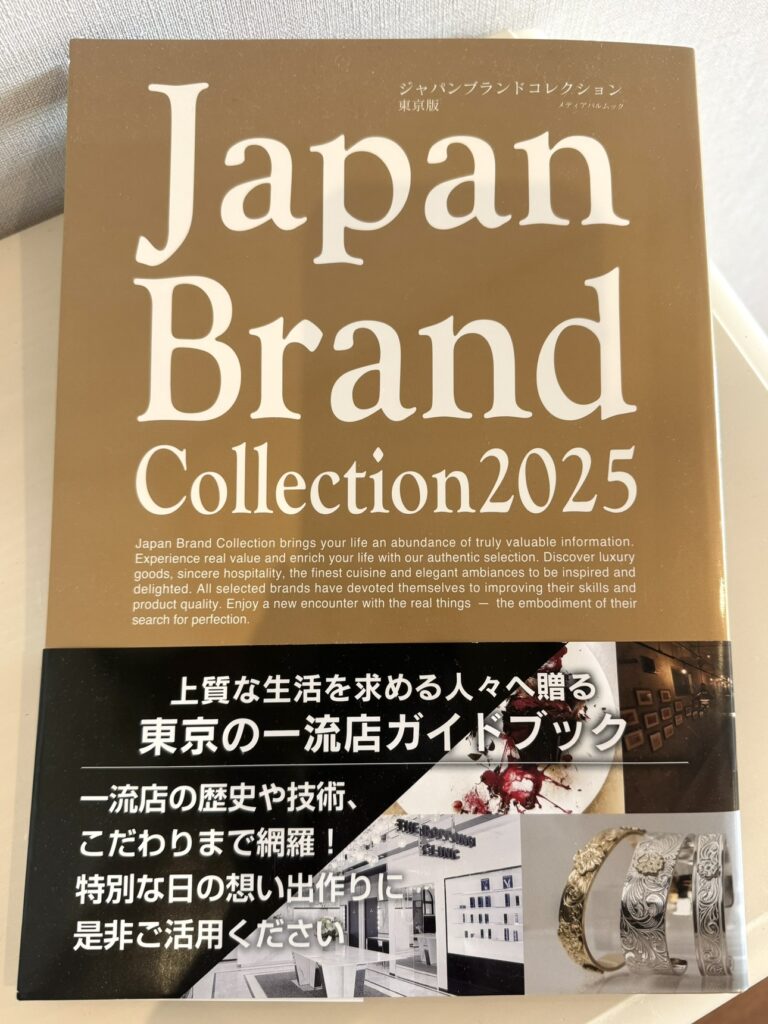 ジャパンブランドコレクション
東京版
メディアパルムック
Japan
Brand
Collection2025
Japan Brand Collection brings your life an abundance of truly valuable information.
Experience real value and enrich your life with our authentic selection. Discover luxury
goods, sincere hospitality, the finest cuisine and elegant ambiances to be inspired and
delighted. All selected brands have devoted themselves to improving their skills and
product quality. Enjoy a new encounter with the real things — the embodiment of their
search for perfection.
上質な生活を求める人々へ贈る
東京の一流店ガイドブック
一流店の歴史や技術、
こだわりまで網羅！
特別な日の想い出作りに…
是非ご活用ください
THE
CLINIC